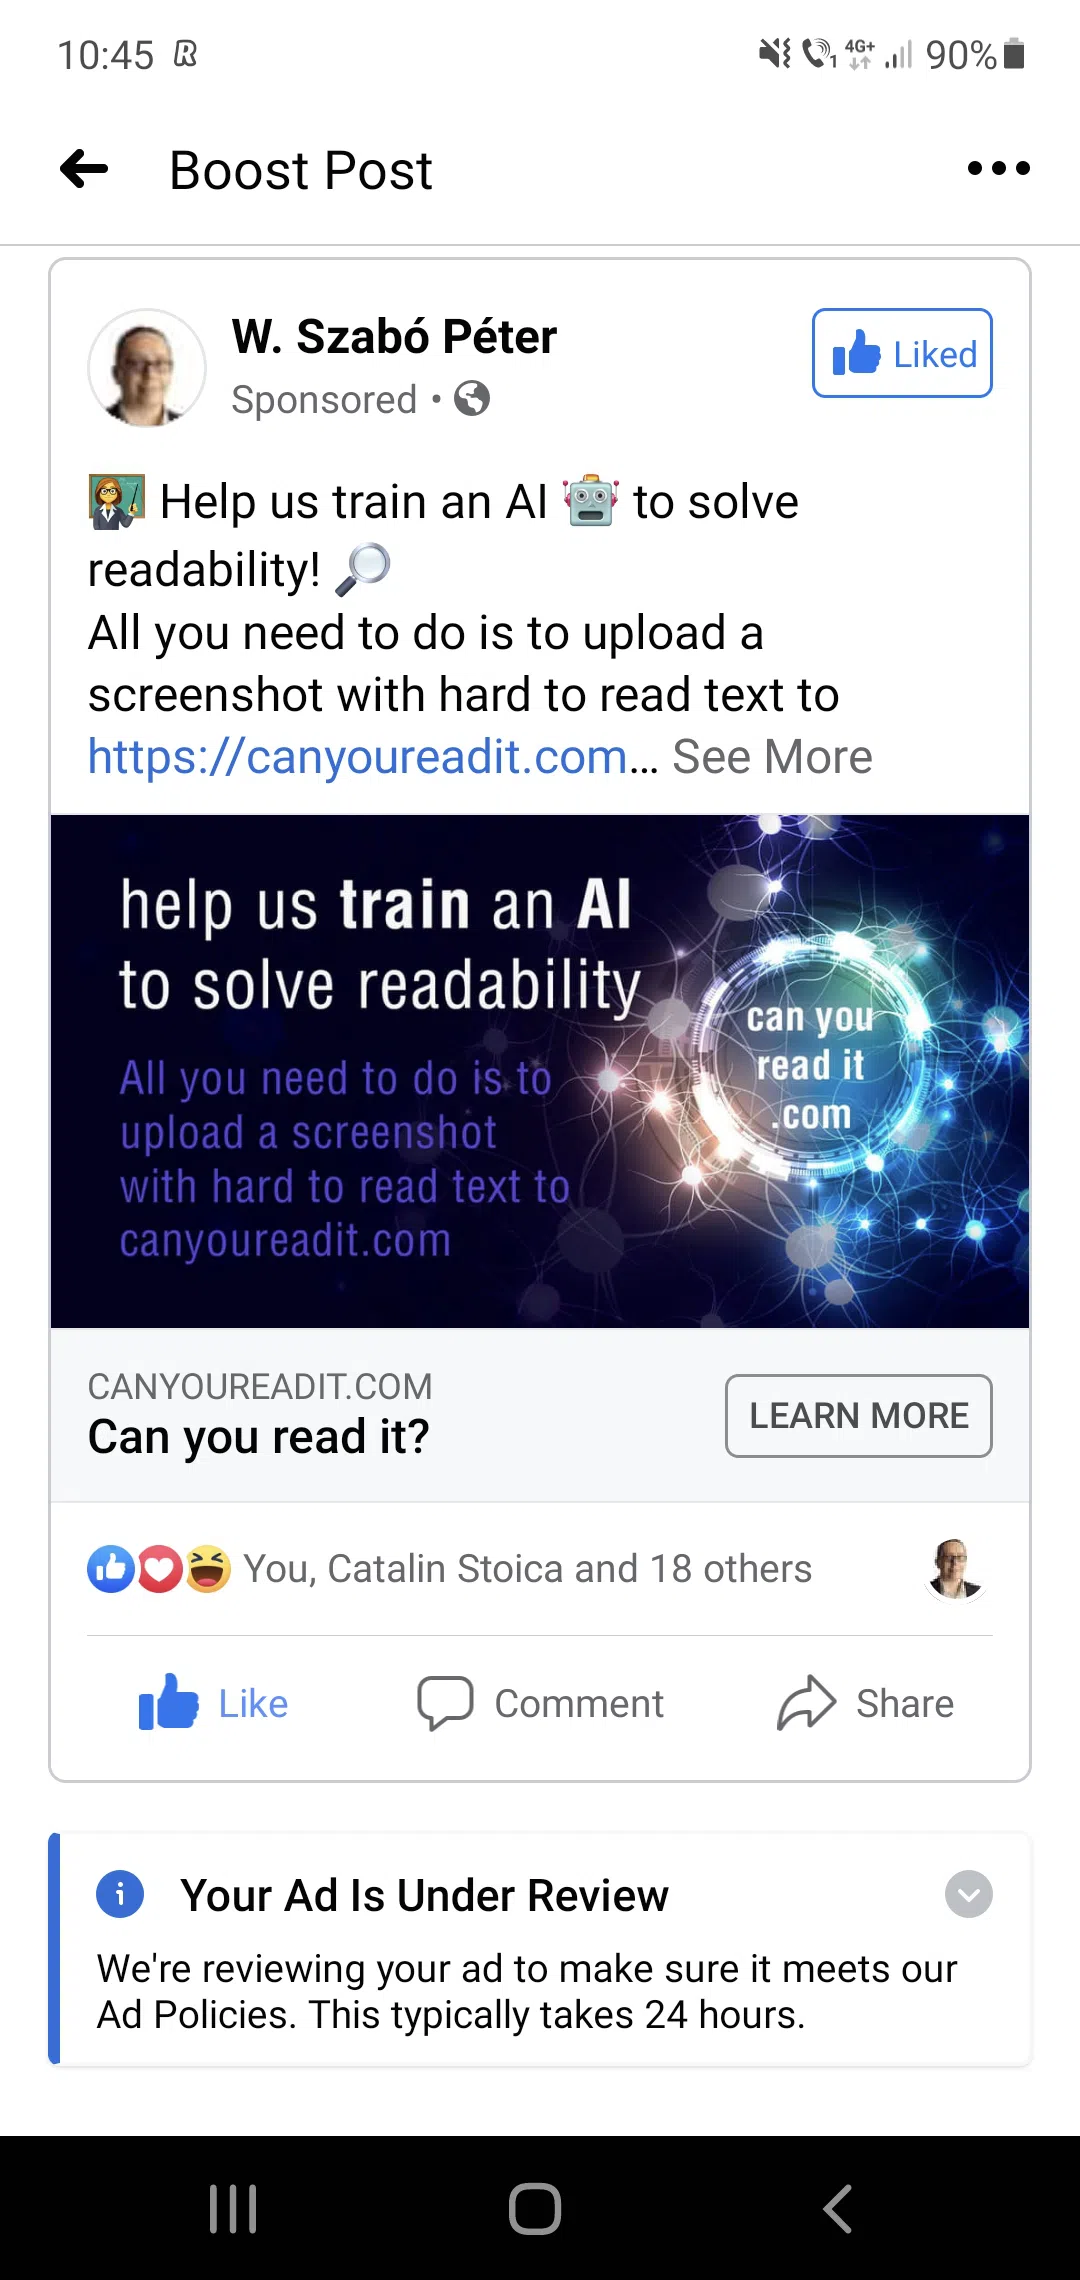 10:45
4G+ 90%
Boost Post
W. Szabó Péter
Sponsored •
Liked
Help us train an AI to solve
readability!
All you need to do is to upload a
screenshot with hard to read text to
https://canyoureadit.com... See More
help us train an AI
to solve readability
All you need to do is to
upload a screenshot
with hard to read text to
canyoureadit.com
can you
read it
.com
CANYOUREADIT.COM
Can you read it?
LEARN MORE
You, Catalin Stoica and 18 others
Like Comment Share
Your Ad Is Under Review
We're reviewing your ad to make sure it meets our
Ad Policies. This typically takes 24 hours.